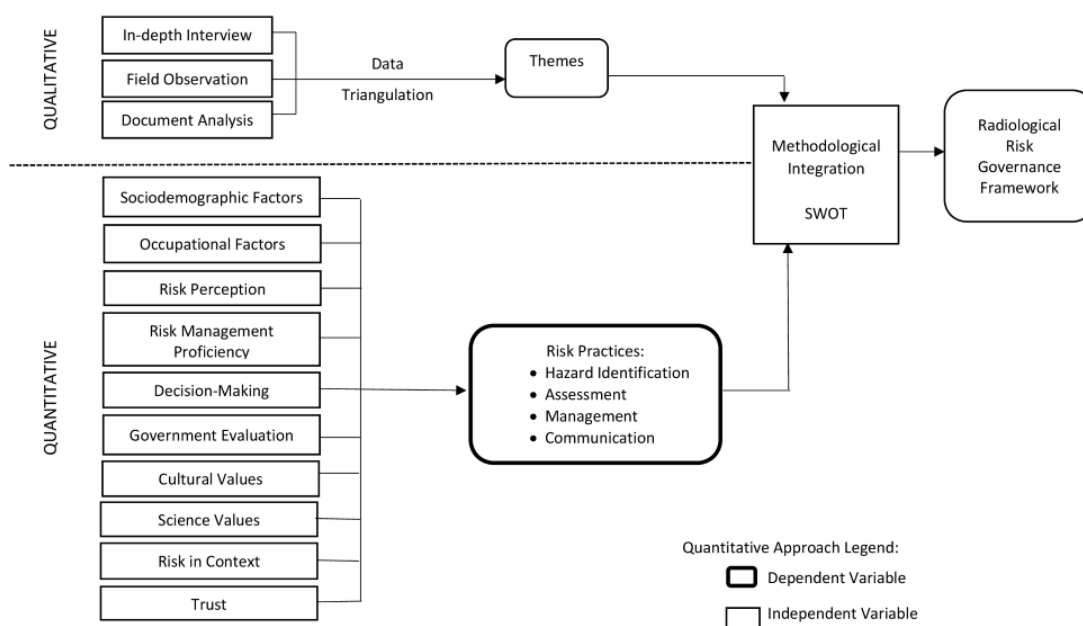 QUALITATIVE
In-depth Interview
Field Observation
Document Analysis
Data
Triangulation
Themes
Methodological
Integration
SWOT
Radiological
Risk
Governance
Framework
QUANTITATIVE
Sociodemographic Factors
Occupational Factors
Risk Perception
Risk Management
Proficiency
Decision-Making
Government Evaluation
Cultural Values
Science Values
Risk in Context
Trust
Risk Practices:
• Hazard Identification
• Assessment
• Management
• Communication
Quantitative Approach Legend:
Dependent Variable
Independent Variable